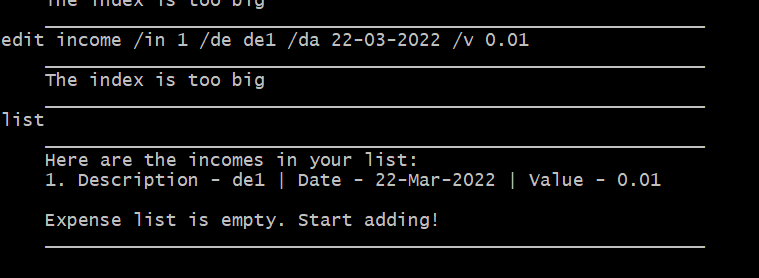 The index is too big
edit income /in 1 /de de1 /da 22-03-2022 /v 0.01
The index is too big
list
Here are the incomes in your list:
1. Description - de1 | Date - 22-Mar-2022 | Value - 0.01
Expense list is empty. Start adding!